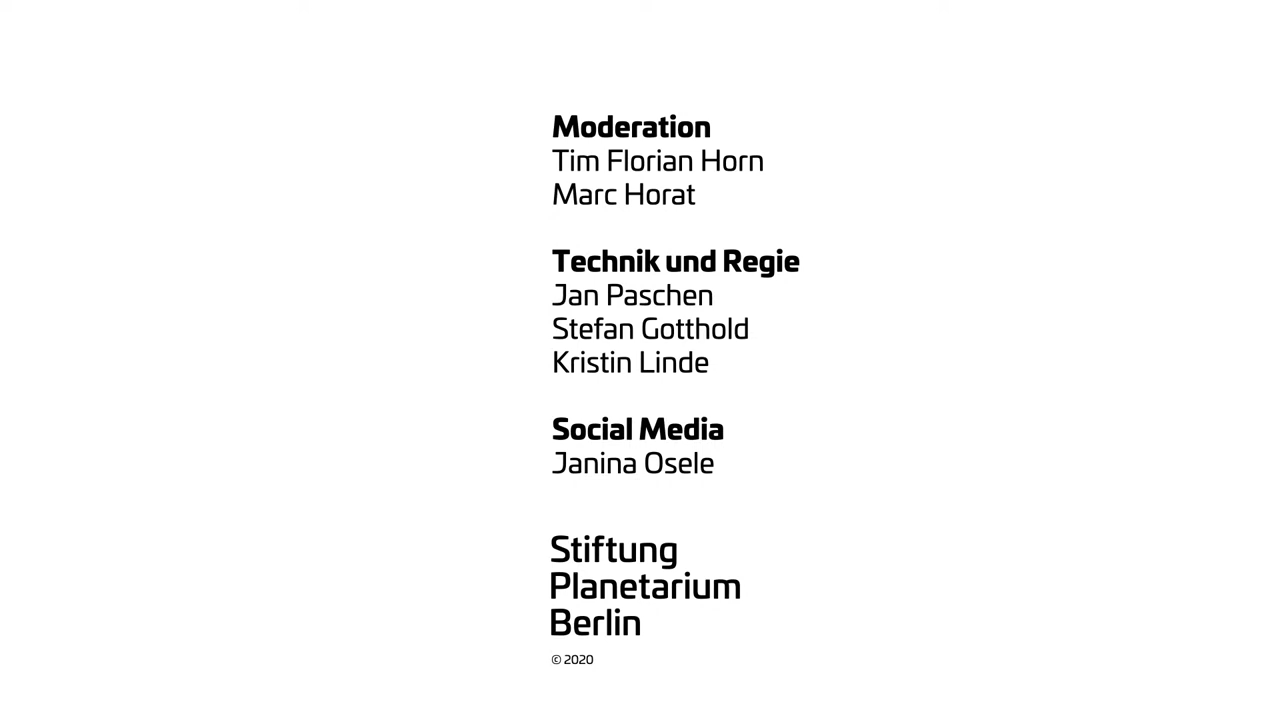 Moderation
Tim Florian Horn
Marc Horat
Technik und Regie
Jan Paschen
Stefan Gotthold
Kristin Linde
Social Media
Janina Osele
Stiftung
Planetarium
Berlin
© 2020